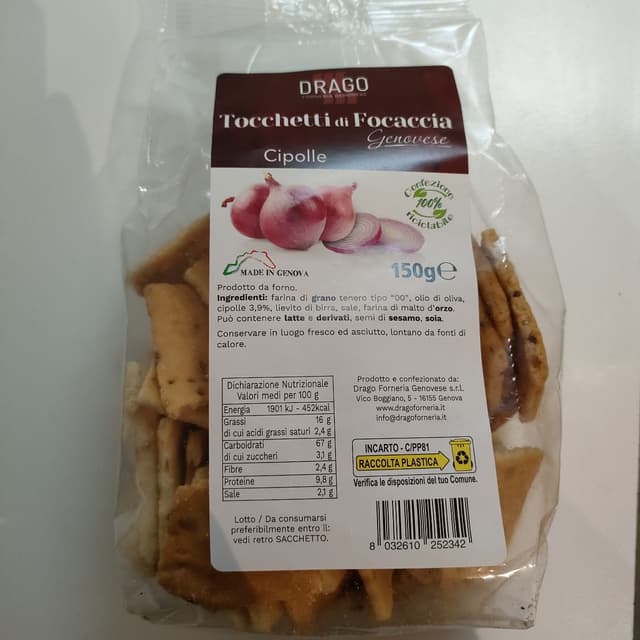 DRAGO
FORNERIA GENOVESE
Tocchetti di Focaccia
Genovese
Cipolle
Confezione
100%
riciclabile
MADE IN GENOVA
150g℮
Prodotto da forno.
Ingredienti: farina di grano tenero tipo "00", olio di oliva,
cipolle 3,9%, lievito di birra, sale, farina di malto d'orzo.
Può contenere latte e derivati, semi di sesamo, soia.
Conservare in luogo fresco ed asciutto, lontano da fonti di
calore.
Dichiarazione Nutrizionale
Valori medi per 100 g
Energia 1901 kJ - 452kcal
Grassi 16 g
di cui acidi grassi saturi 2,4 g
Carboidrati 67 g
di cui zuccheri 3,1 g
Fibre 2,4 g
Proteine 9,8 g
Sale 2,1 g
Prodotto e confezionato da:
Drago Forneria Genovese s.r.l.
Vico Boggiano, 5 - 16155 Genova
www.dragoforneria.it
info@dragoforneria.it
INCARTO - C/PP81
RACCOLTA PLASTICA
Verifica le disposizioni del tuo Comune.
Lotto / Da consumarsi
preferibilmente entro il:
vedi retro SACCHETTO.
8 032610 252342